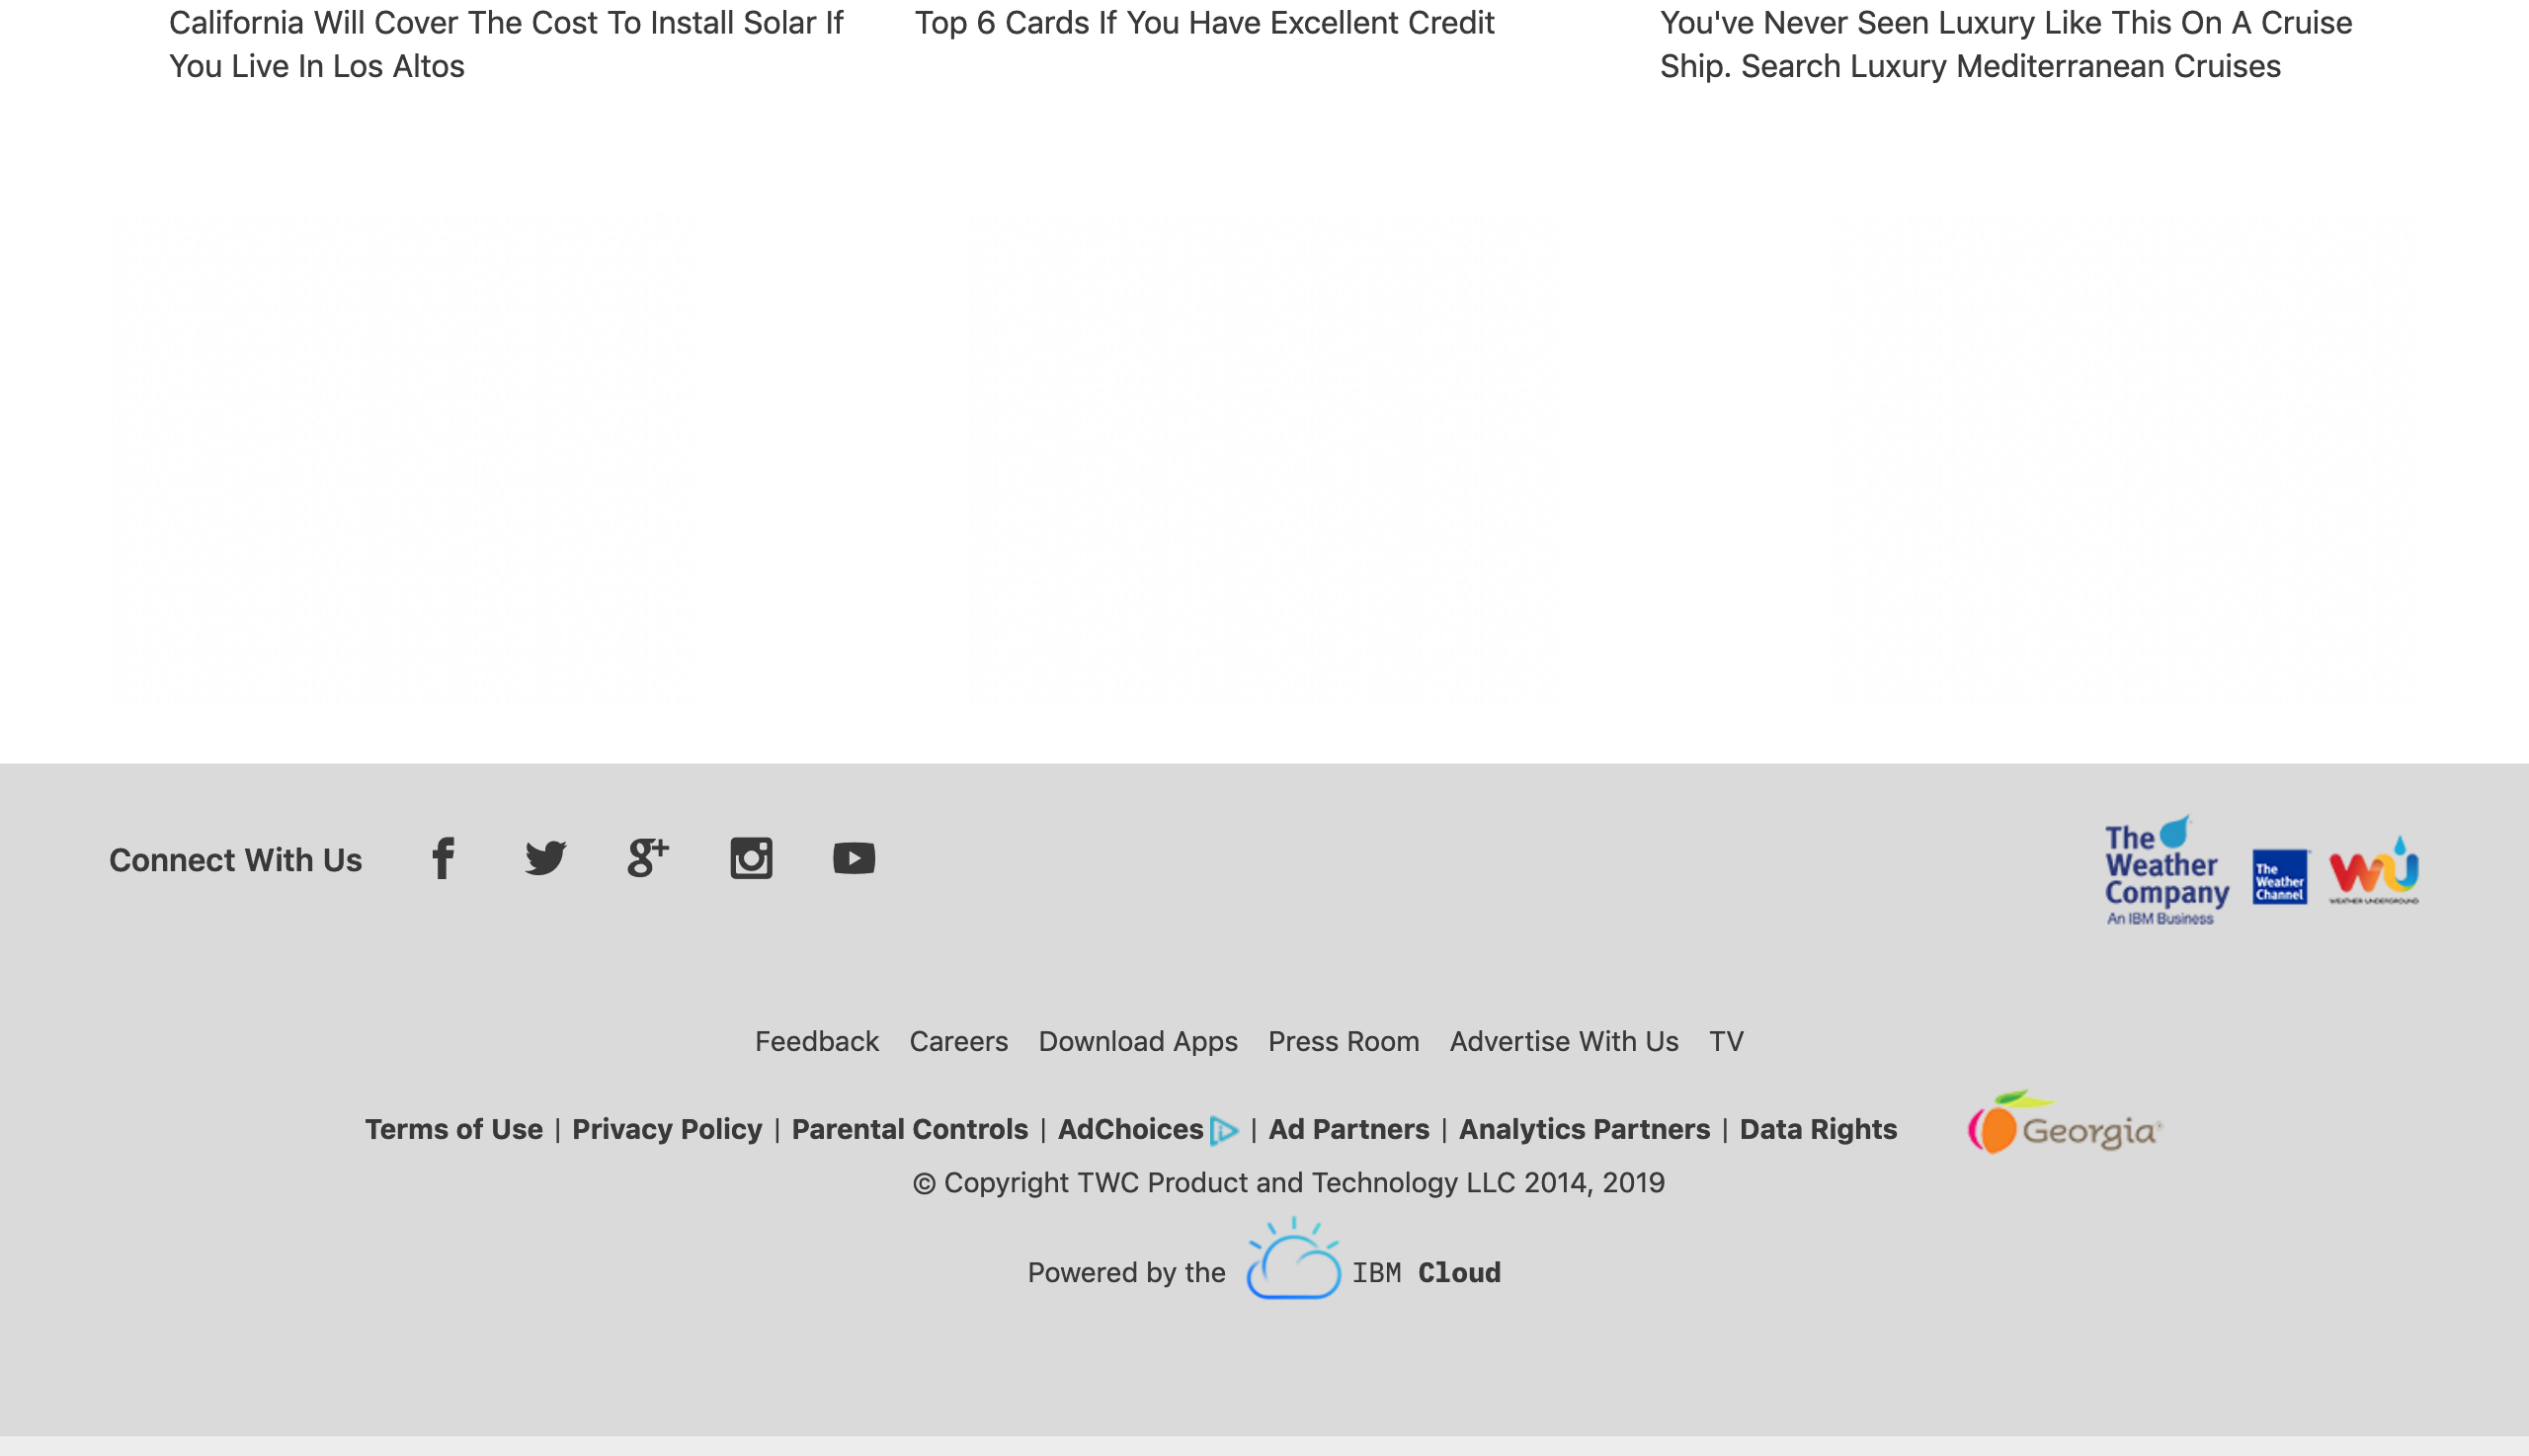 California Will Cover The Cost To Install Solar If
You Live In Los Altos
Top 6 Cards If You Have Excellent Credit
You've Never Seen Luxury Like This On A Cruise
Ship. Search Luxury Mediterranean Cruises
Connect With Us
The
Weather
Company
An IBM Business
The
Weather
Channel
WEATHER UNDERGROUND
Feedback Careers Download Apps Press Room Advertise With Us TV
Terms of Use | Privacy Policy | Parental Controls | AdChoices | Ad Partners | Analytics Partners | Data Rights
Georgia®
© Copyright TWC Product and Technology LLC 2014, 2019
Powered by the IBM Cloud